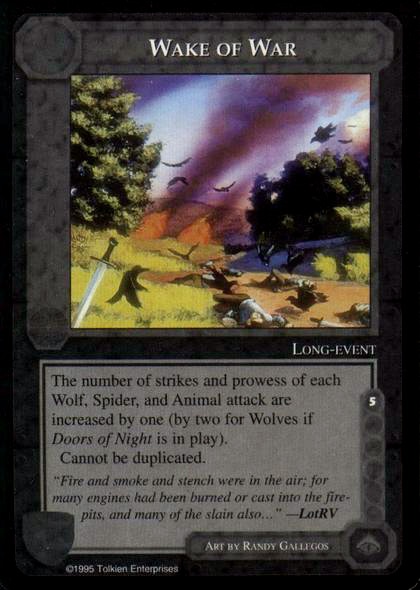 WAKE OF WAR
LONG-EVENT
The number of strikes and prowess of each
Wolf, Spider, and Animal attack are
increased by one (by two for Wolves if
Doors of Night is in play).
Cannot be duplicated.
“Fire and smoke and stench were in the air; for
many engines had been burned or cast into the fire-
pits, and many of the slain also…” —LotRV
5
ART BY RANDY GALLEGOS
©1995 Tolkien Enterprises